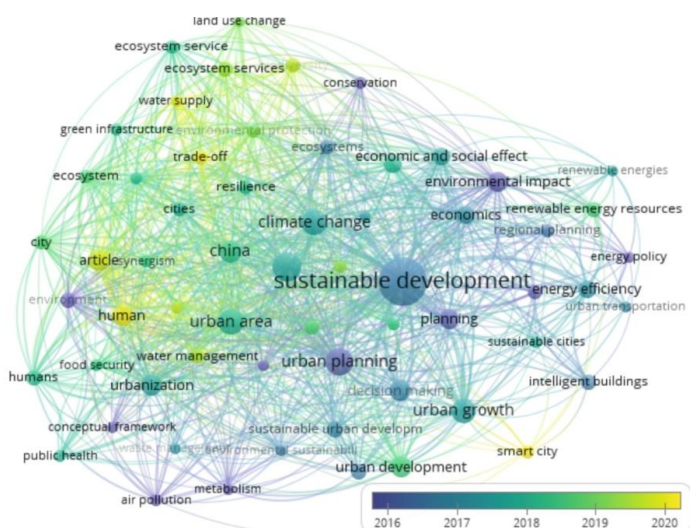 land use change
ecosystem service
ecosystem services
conservation
water supply
green infrastructure environmental protection
ecosystems
trade-off
economic and social effect
renewable energies
ecosystem
resilience
environmental impact
cities
economics
renewable energy resources
climate change
regional planning
city
china
article
synergism
energy policy
sustainable development
environment
energy efficiency
human
urban transportation
urban area
planning
sustainable cities
water management
food security
urban planning
humans
urbanization
decision making
intelligent buildings
urban growth
conceptual framework
sustainable urban developm
public health
environmental sustainabili
smart city
urban development
metabolism
air pollution
2016 2017 2018 2019 2020